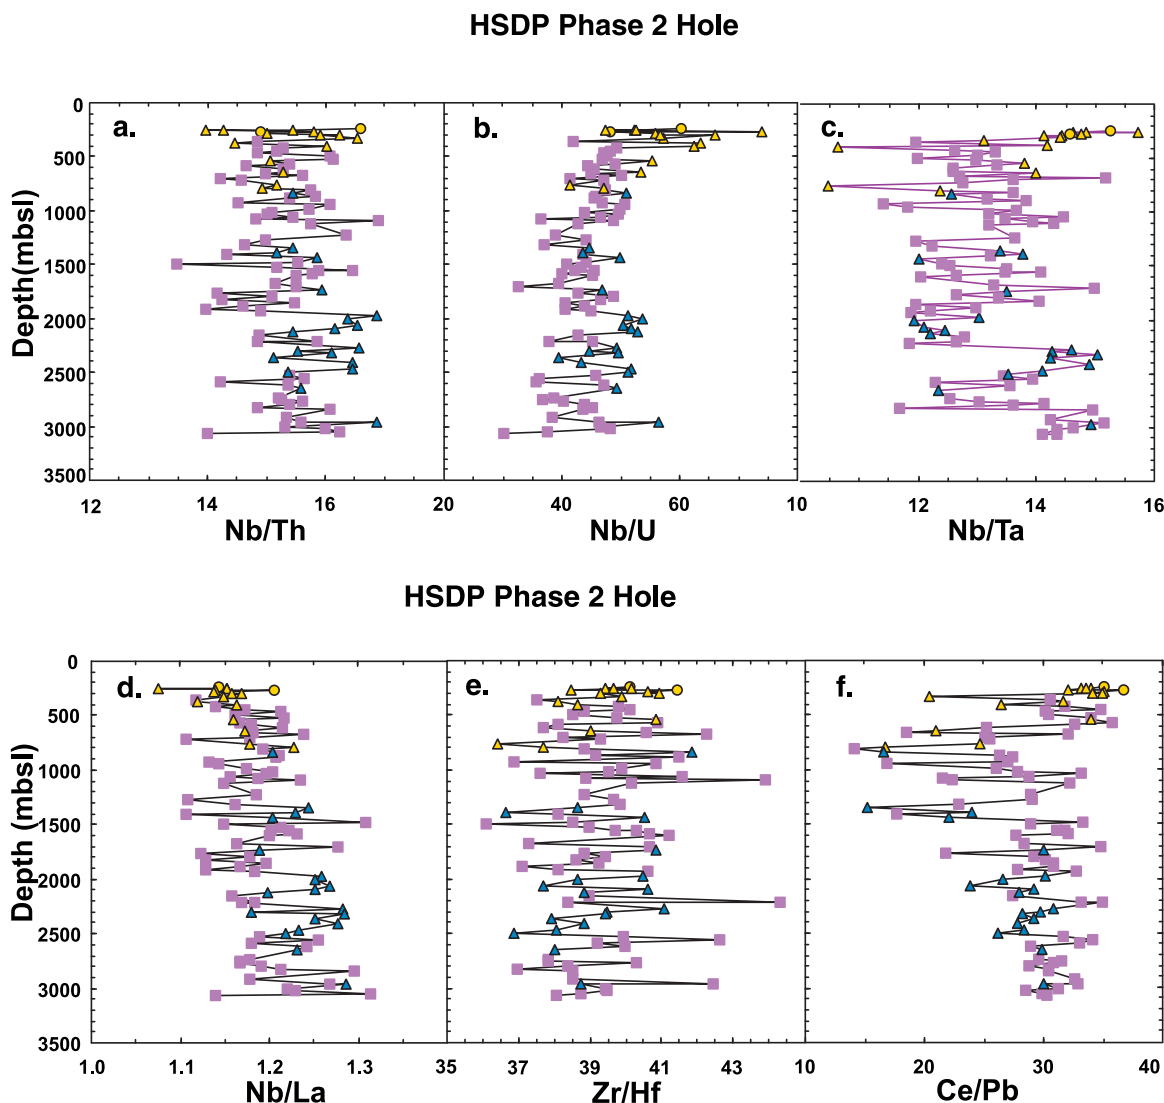 HSDP Phase 2 Hole
a.
b.
c.
0
500
1000
1500
2000
2500
3000
3500
Depth(mbsl)
12 14 16 20 40 60 10 12 14 16
Nb/Th Nb/U Nb/Ta
HSDP Phase 2 Hole
d.
e.
f.
0
500
1000
1500
2000
2500
3000
3500
Depth (mbsl)
1.0 1.1 1.2 1.3 35 37 39 41 43 10 20 30 40
Nb/La Zr/Hf Ce/Pb